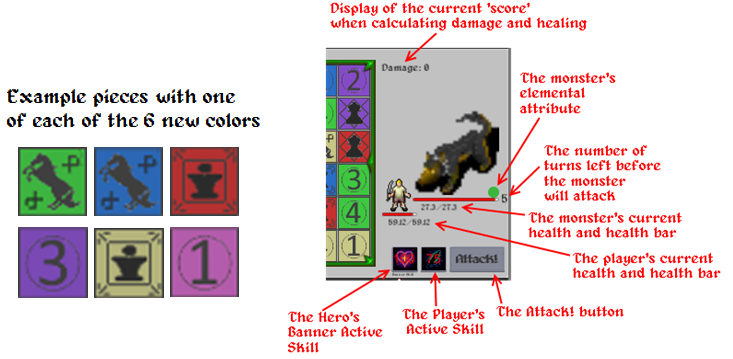 Display of the current 'score'
when calculating damage and healing
Example pieces with one
of each of the 6 new colors
3
1
2
3
4
1
Damage: 0
The monster's
elemental
attribute
The number of
turns left before
the monster
will attack
5
27.3/27.3
59.12/59.12
The monster's current
health and health bar
The player's current
health and health bar
Attack!
The Hero's
Banner Active
Skill
The Player's
Active Skill
The Attack! button